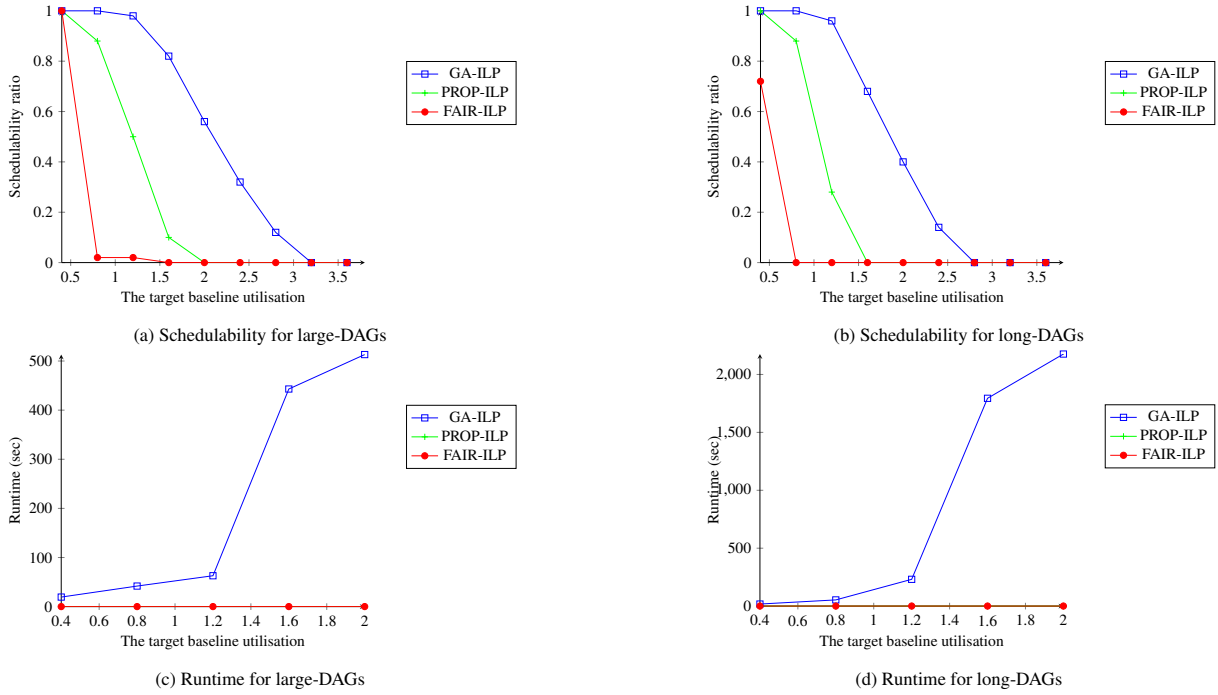 1
0.8
0.6
0.4
0.2
0
Schedulability ratio
0.5 1 1.5 2 2.5 3 3.5
The target baseline utilisation
GA-ILP
PROP-ILP
FAIR-ILP
(a) Schedulability for large-DAGs
1
0.8
0.6
0.4
0.2
0
Schedulability ratio
0.5 1 1.5 2 2.5 3 3.5
The target baseline utilisation
GA-ILP
PROP-ILP
FAIR-ILP
(b) Schedulability for long-DAGs
500
400
300
200
100
0
Runtime (sec)
0.4 0.6 0.8 1 1.2 1.4 1.6 1.8 2
The target baseline utilisation
GA-ILP
PROP-ILP
FAIR-ILP
(c) Runtime for large-DAGs
2,000
1,500
1,000
500
0
Runtime (sec)
0.4 0.6 0.8 1 1.2 1.4 1.6 1.8 2
The target baseline utilisation
GA-ILP
PROP-ILP
FAIR-ILP
(d) Runtime for long-DAGs